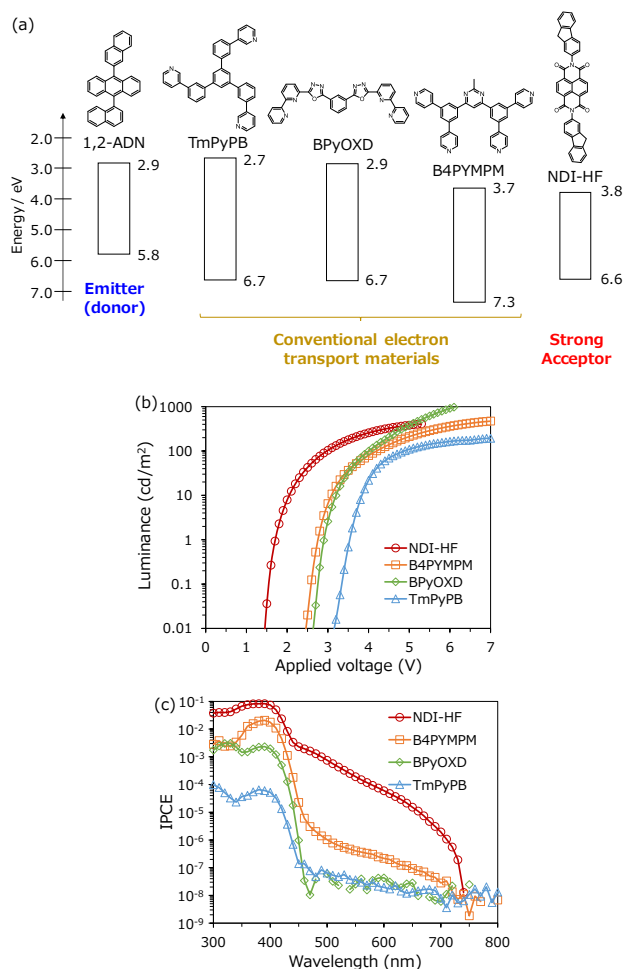 (a)
N
N
N
N
N
N
N
N
N
N
N
N
O
O
N
N
N
N
N
N
N
N
N
N
O
O
O
O
1,2-ADN
TmPyPB
BPyOXD
B4PYMPM
NDI-HF
Energy/ eV
2.0
3.0
4.0
5.0
6.0
7.0
2.9
5.8
2.7
6.7
2.9
6.7
3.7
7.3
3.8
6.6
Emitter
(donor)
Conventional electron
transport materials
Strong
Acceptor
(b)
Luminance (cd/m²)
1000
100
10
1
0.1
0.01
NDI-HF
B4PYMPM
BPyOXD
TmPyPB
0 1 2 3 4 5 6 7
Applied voltage (V)
(c)
IPCE
10⁻¹
10⁻²
10⁻³
10⁻⁴
10⁻⁵
10⁻⁶
10⁻⁷
10⁻⁸
10⁻⁹
NDI-HF
B4PYMPM
BPyOXD
TmPyPB
300 400 500 600 700 800
Wavelength (nm)